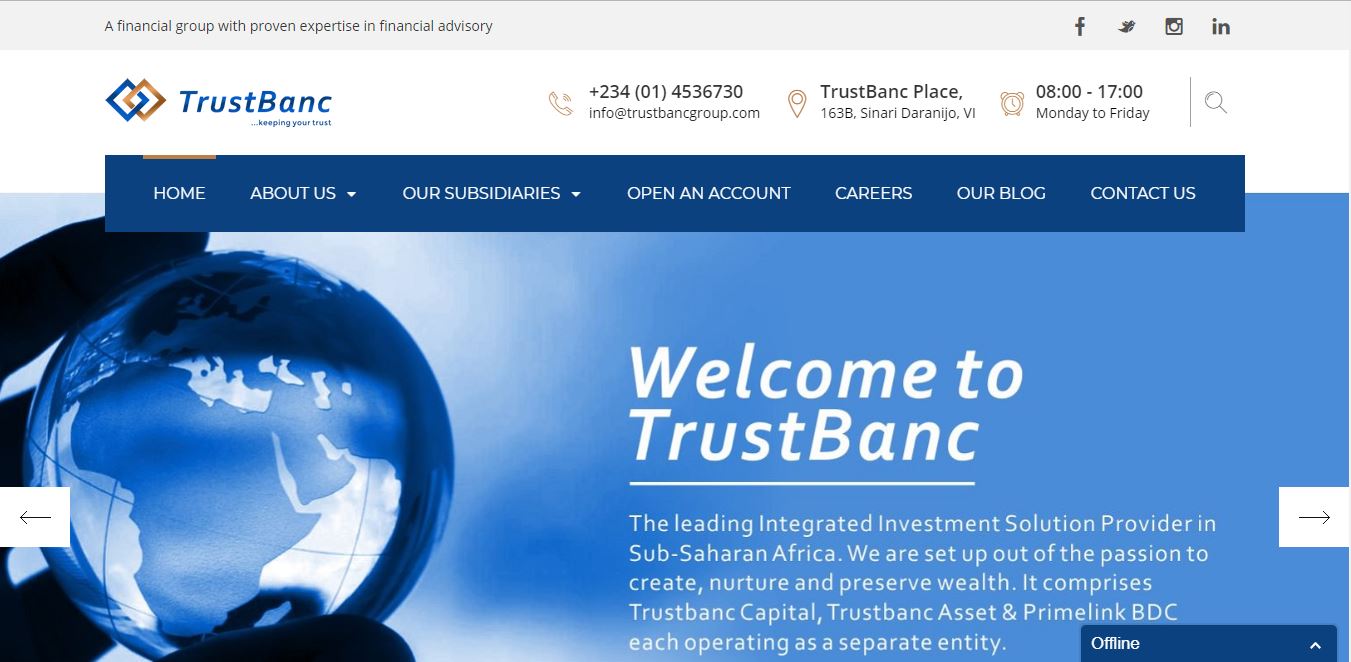 A financial group with proven expertise in financial advisory
TrustBanc
...keeping your trust
+234 (01) 4536730
info@trustbancgroup.com
TrustBanc Place,
163B, Sinari Daranijo, VI
08:00 - 17:00
Monday to Friday
HOME ABOUT US OUR SUBSIDIARIES OPEN AN ACCOUNT CAREERS OUR BLOG CONTACT US
Welcome to
TrustBanc
The leading Integrated Investment Solution Provider in
Sub-Saharan Africa. We are set up out of the passion to
create, nurture and preserve wealth. It comprises
Trustbanc Capital, Trustbanc Asset & Primelink BDC
each operating as a separate entity.
Offline